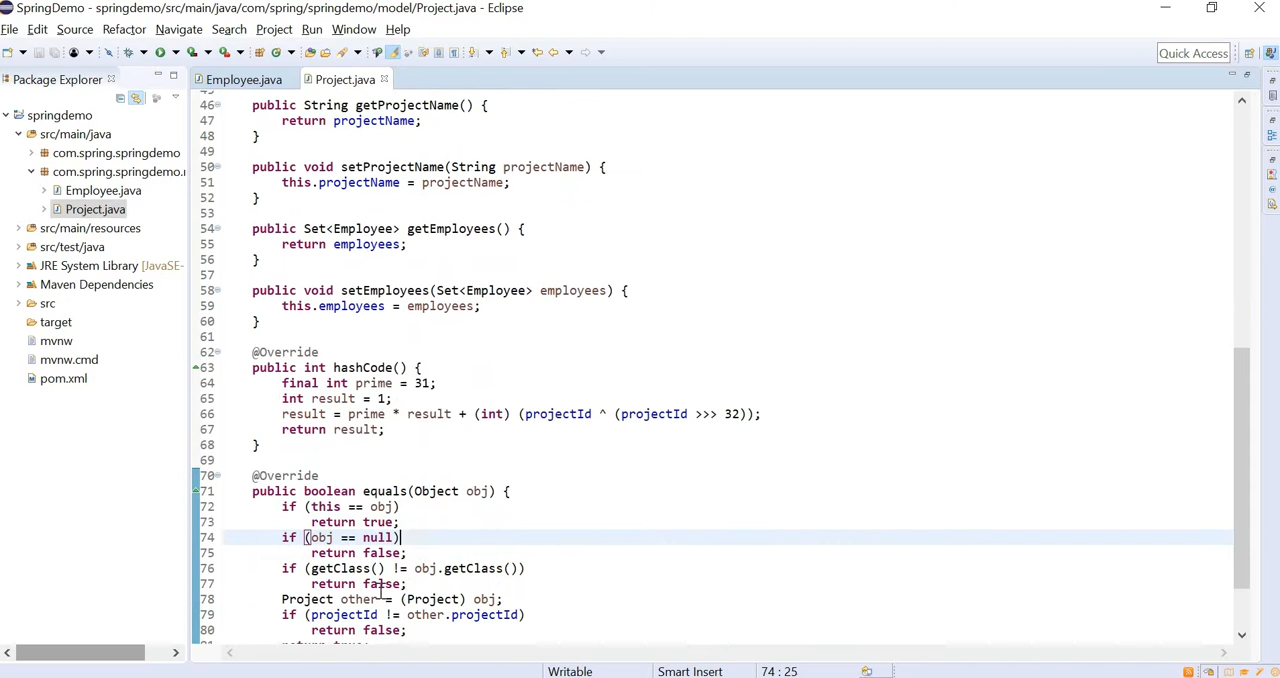 SpringDemo - springdemo/src/main/java/com/spring/springdemo/model/Project.java - Eclipse
File Edit Source Refactor Navigate Search Project Run Window Help
Quick Access
Package Explorer
Employee.java
Project.java
springdemo
src/main/java
com.spring.springdemo
com.spring.springdemo.
Employee.java
Project.java
src/main/resources
src/test/java
JRE System Library [JavaSE-
Maven Dependencies
src
target
mvnw
mvnw.cmd
pom.xml
46 public String getProjectName() {
47 return projectName;
48 }
49
50 public void setProjectName(String projectName) {
51 this.projectName = projectName;
52 }
53
54 public Set<Employee> getEmployees() {
55 return employees;
56 }
57
58 public void setEmployees(Set<Employee> employees) {
59 this.employees = employees;
60 }
61
62 @Override
63 public int hashCode() {
64 final int prime = 31;
65 int result = 1;
66 result = prime * result + (int) (projectId ^ (projectId >>> 32));
67 return result;
68 }
69
70 @Override
71 public boolean equals(Object obj) {
72 if (this == obj)
73 return true;
74 if (obj == null)
75 return false;
76 if (getClass() != obj.getClass())
77 return false;
78 Project other = (Project) obj;
79 if (projectId != other.projectId)
80 return false;
Writable
Smart Insert
74 : 25